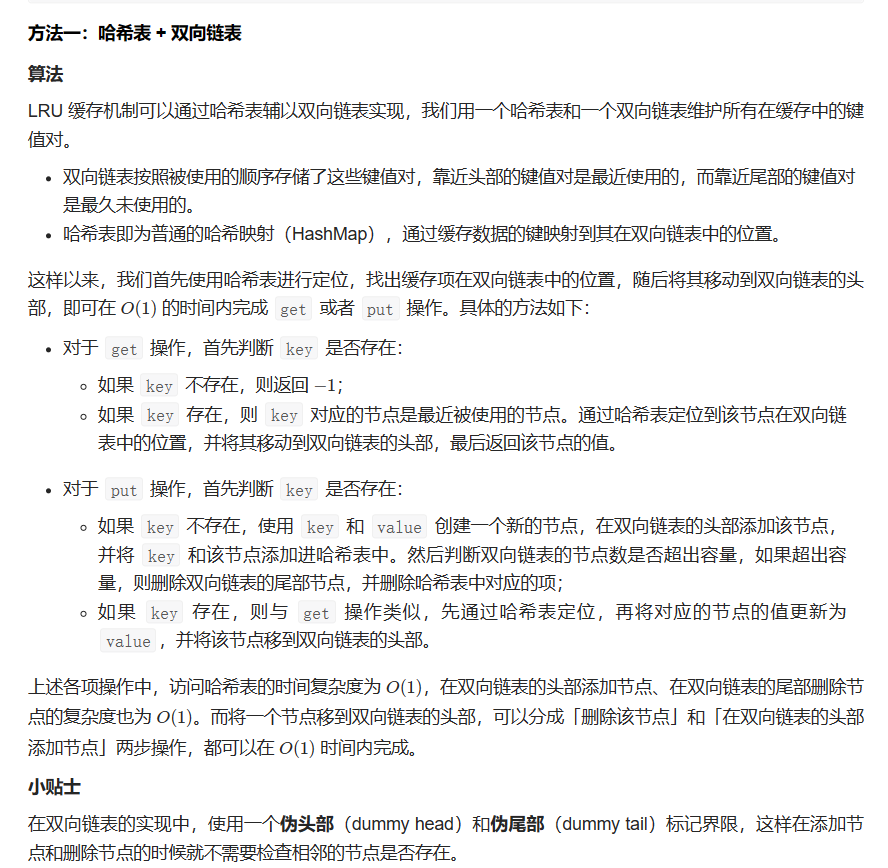 方法一：哈希表 + 双向链表
算法
LRU 缓存机制可以通过哈希表辅以双向链表实现，我们用一个哈希表和一个双向链表维护所有在缓存中的键
值对。
• 双向链表按照被使用的顺序存储了这些键值对，靠近头部的键值对是最近使用的，而靠近尾部的键值对
是最久未使用的。
• 哈希表即为普通的哈希映射（HashMap），通过缓存数据的键映射到其在双向链表中的位置。
这样以来，我们首先使用哈希表进行定位，找出缓存项在双向链表中的位置，随后将其移动到双向链表的头
部，即可在 O(1) 的时间内完成 get 或者 put 操作。具体的方法如下：
• 对于 get 操作，首先判断 key 是否存在：
◦ 如果 key 不存在，则返回 −1；
◦ 如果 key 存在，则 key 对应的节点是最近被使用的节点。通过哈希表定位到该节点在双向链
表中的位置，并将其移动到双向链表的头部，最后返回该节点的值。
• 对于 put 操作，首先判断 key 是否存在：
◦ 如果 key 不存在，使用 key 和 value 创建一个新的节点，在双向链表的头部添加该节点，
并将 key 和该节点添加进哈希表中。然后判断双向链表的节点数是否超出容量，如果超出容
量，则删除双向链表的尾部节点，并删除哈希表中对应的项；
◦ 如果 key 存在，则与 get 操作类似，先通过哈希表定位，再将对应的节点的值更新为
value ，并将该节点移到双向链表的头部。
上述各项操作中，访问哈希表的时间复杂度为 O(1)，在双向链表的头部添加节点、在双向链表的尾部删除节
点的复杂度也为 O(1)。而将一个节点移到双向链表的头部，可以分成「删除该节点」和「在双向链表的头部
添加节点」两步操作，都可以在 O(1) 时间内完成。
小贴士
在双向链表的实现中，使用一个伪头部（dummy head）和伪尾部（dummy tail）标记界限，这样在添加节
点和删除节点的时候就不需要检查相邻的节点是否存在。